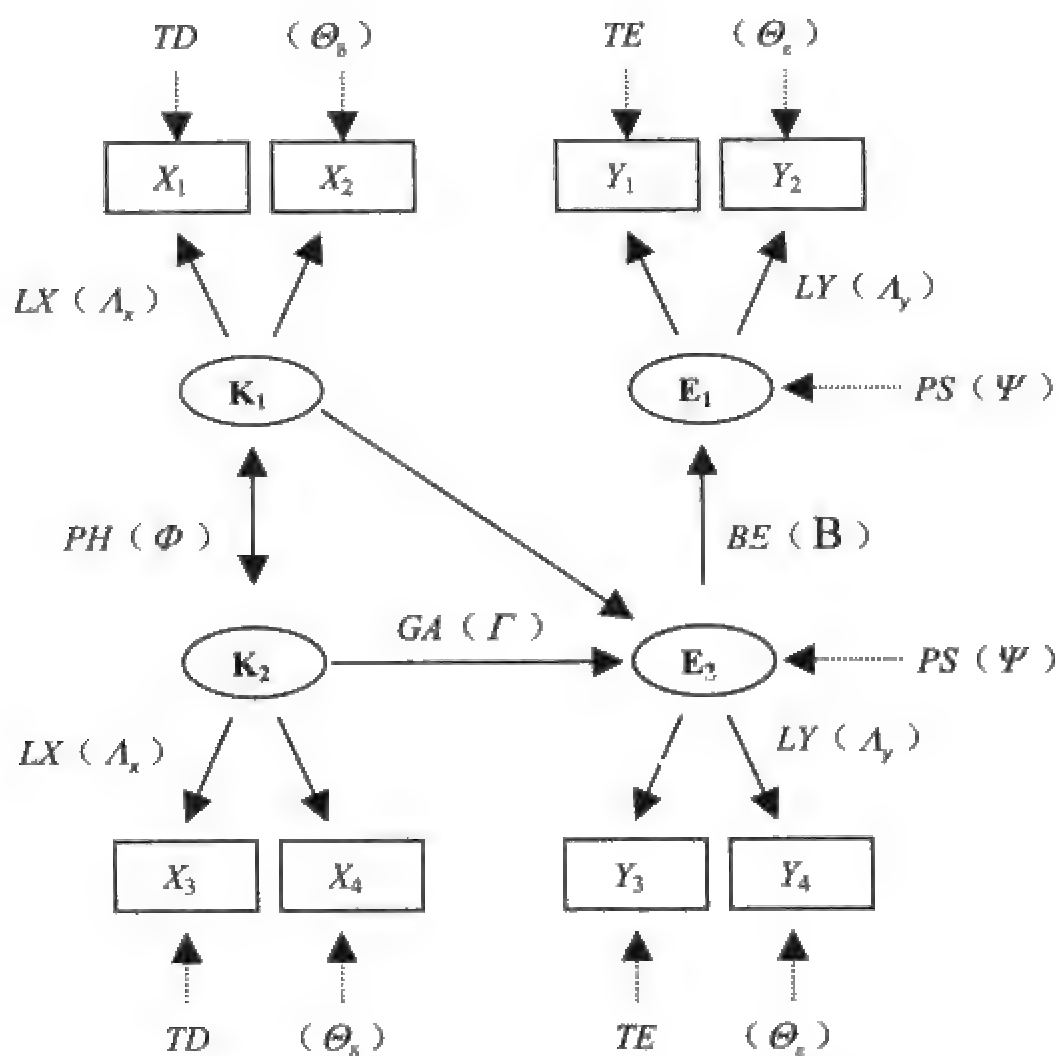 TD (Θδ) TE (Θε)
X₁ X₂ Y₁ Y₂
LX (Λx) LY (Λy)
K₁ E₁ PS (Ψ)
PH (Φ) BE (B)
GA (Γ)
K₂ E₂ PS (Ψ)
LX (Λx) LY (Λy)
X₃ X₄ Y₃ Y₄
TD (Θδ) TE (Θε)